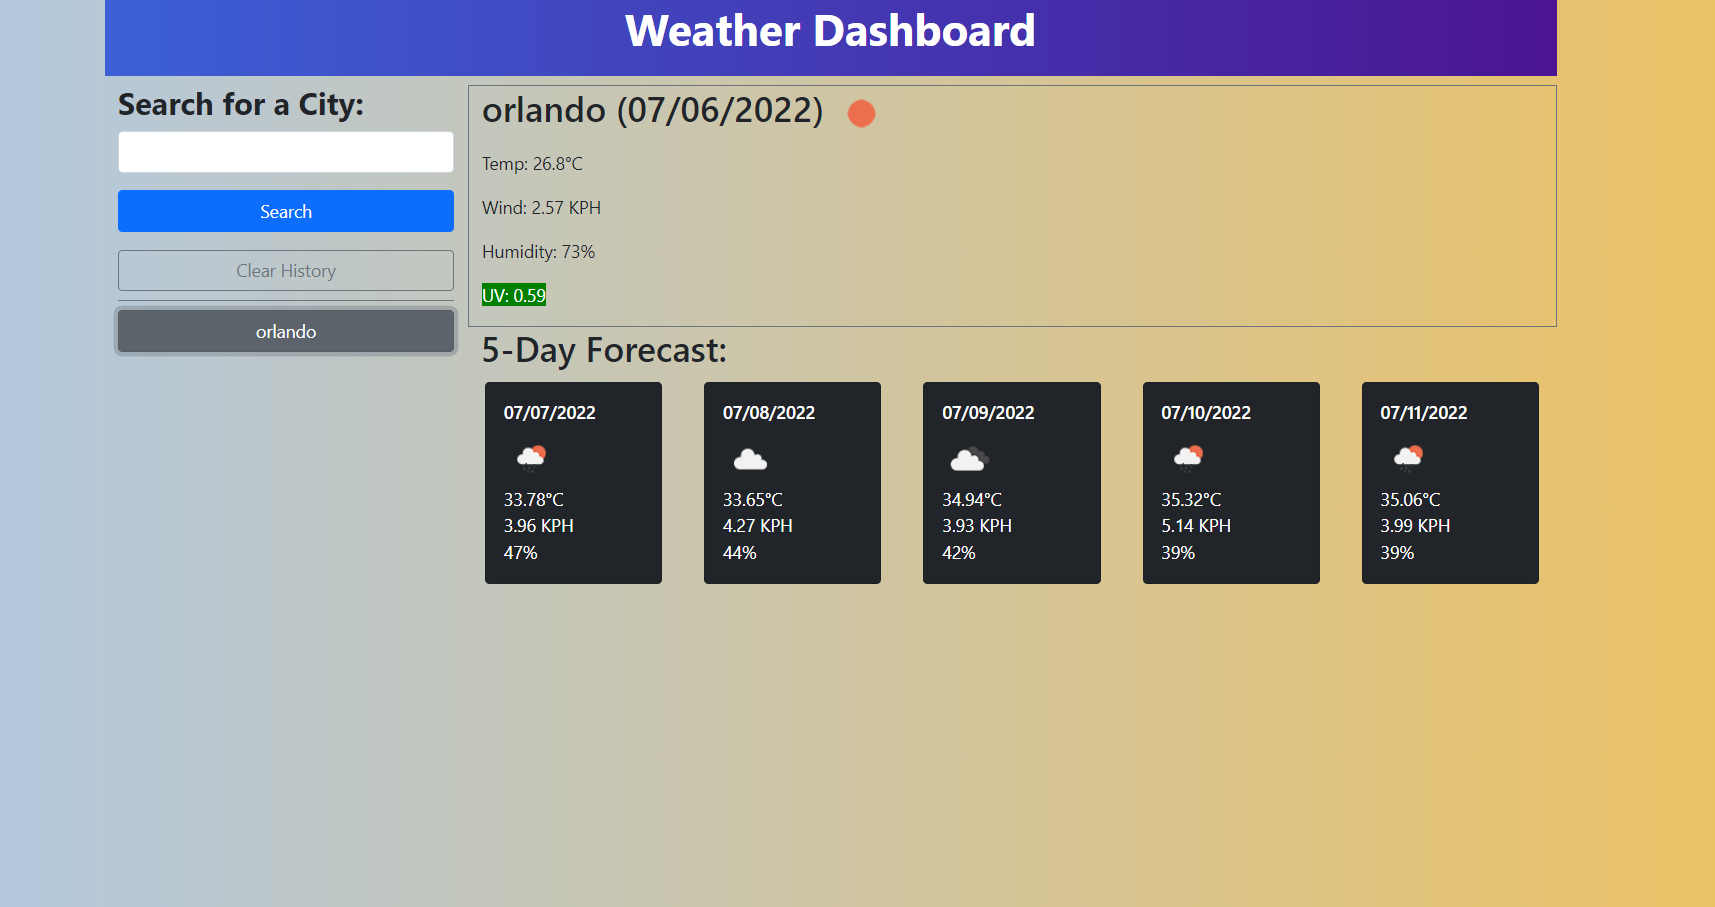 Weather Dashboard
Search for a City:
Search
Clear History
orlando
orlando (07/06/2022)
Temp: 26.8°C
Wind: 2.57 KPH
Humidity: 73%
UV: 0.59
5-Day Forecast:
07/07/2022
33.78°C
3.96 KPH
47%
07/08/2022
33.65°C
4.27 KPH
44%
07/09/2022
34.94°C
3.93 KPH
42%
07/10/2022
35.32°C
5.14 KPH
39%
07/11/2022
35.06°C
3.99 KPH
39%